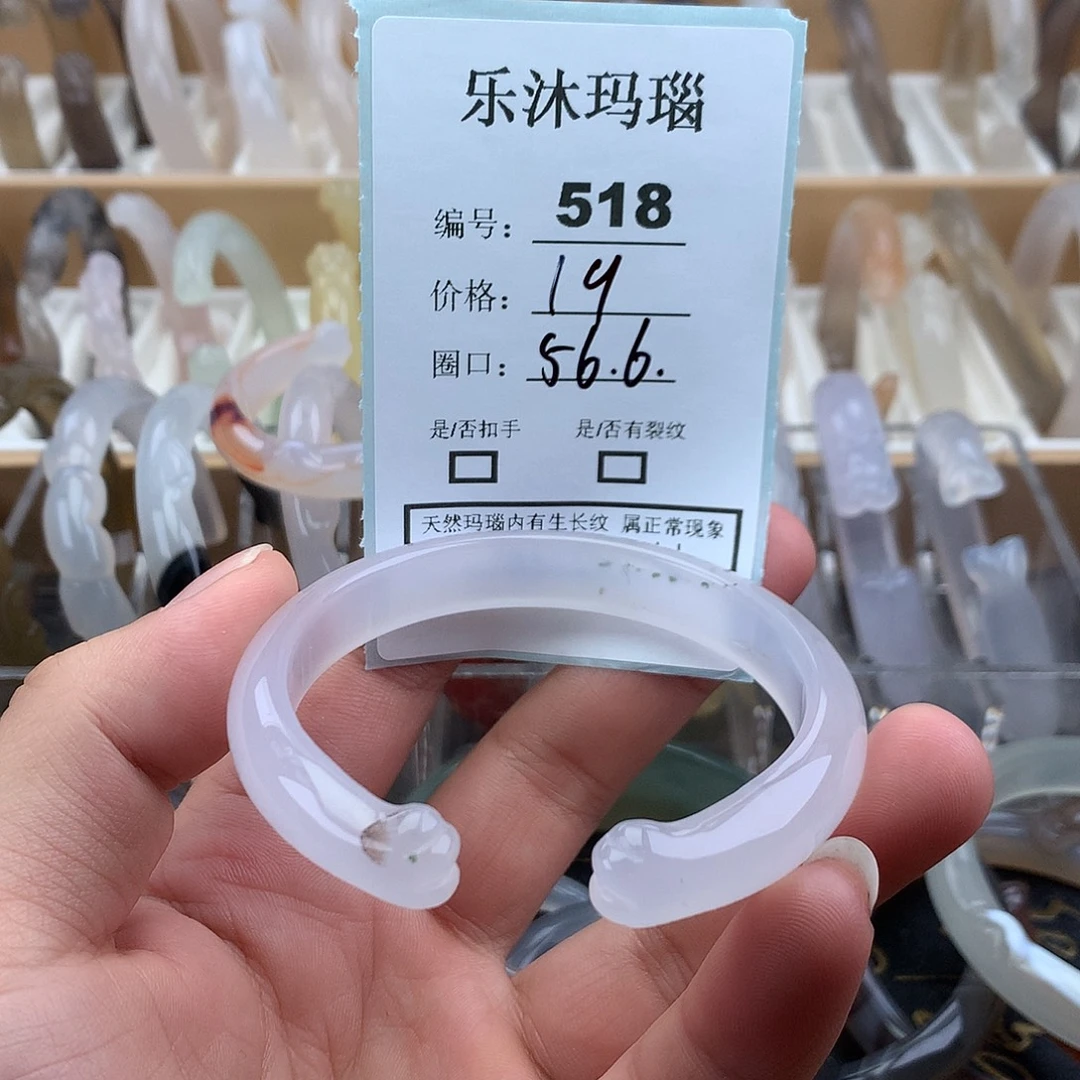 乐沐玛瑙
编号: 518
价格: 19
圈口: 56.6.
是/否扣手 是/否有裂纹
天然玛瑙内有生长纹 属正常现象